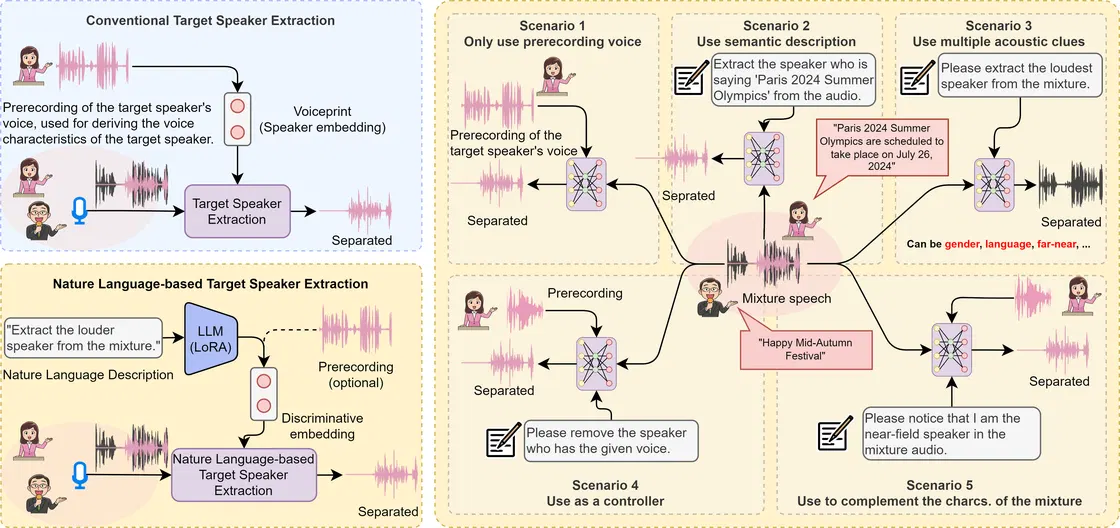 Conventional Target Speaker Extraction
Prerecording of the target speaker's
voice, used for deriving the voice
characteristics of the target speaker.
Voiceprint
(Speaker embedding)
Target Speaker
Extraction
Separated
Nature Language-based Target Speaker Extraction
"Extract the louder
speaker from the mixture."
Nature Language Description
LLM
(LoRA)
Prerecording
(optional)
Discriminative
embedding
Nature Language-based
Target Speaker
Extraction
Separated
Scenario 1
Only use prerecording voice
Prerecording of the
target speaker's voice
Separated
Scenario 2
Use semantic description
Extract the speaker who is
saying 'Paris 2024 Summer
Olympics' from the audio.
Seprated
"Paris 2024 Summer
Olympics are scheduled to
take place on July 26,
2024"
Scenario 3
Use multiple acoustic clues
Please extract the loudest
speaker from the mixture.
Separated
Can be gender, language, far-near, ...
Mixture speech
"Happy Mid-Autumn
Festival"
Prerecording
Separated
Please remove the speaker
who has the given voice.
Scenario 4
Use as a controller
Separated
Please notice that I am the
near-field speaker in the
mixture audio.
Scenario 5
Use to complement the charcs. of the mixture